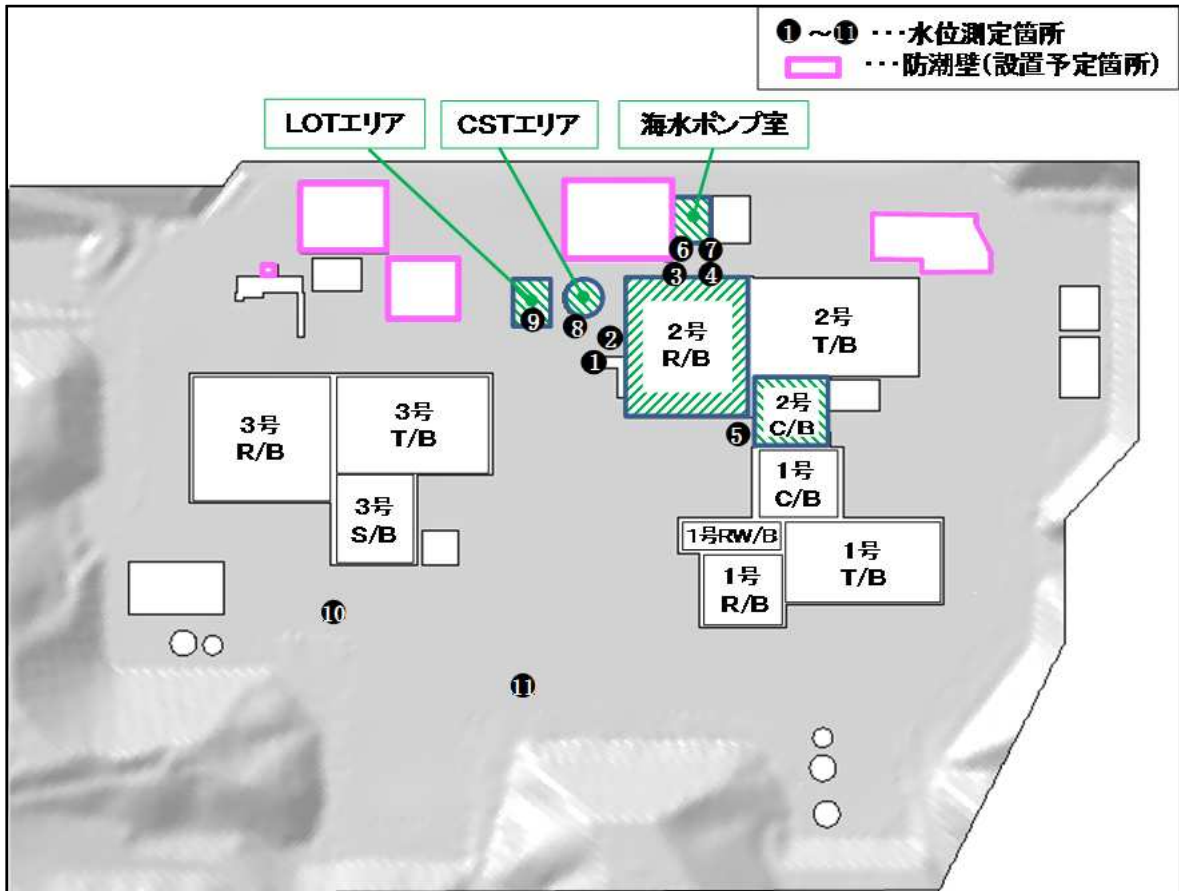 ❶~⓫ ・・・水位測定箇所
・・・防潮壁(設置予定箇所)
LOTエリア
CSTエリア
海水ポンプ室
❻
❼
❸
❹
❾
❽
❷
❶
2号
R/B
2号
T/B
2号
C/B
❺
3号
R/B
3号
T/B
3号
S/B
1号
C/B
1号RW/B
1号
R/B
1号
T/B
❿
⓫